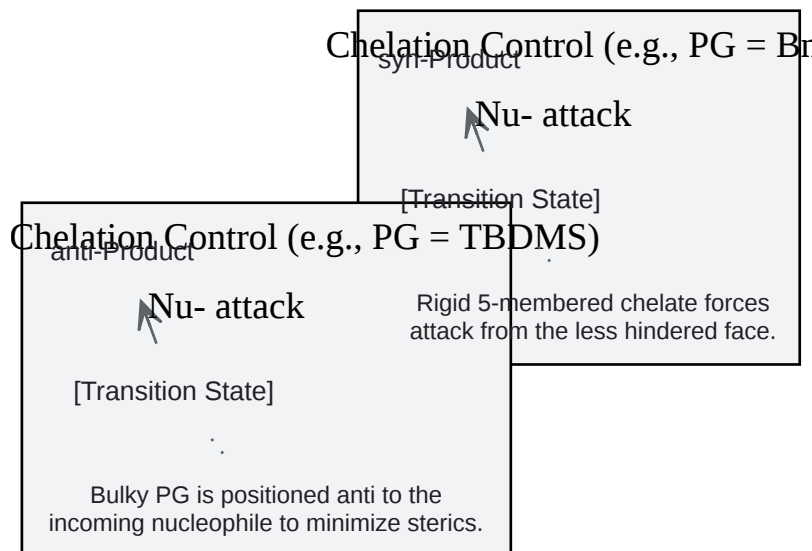 Chelation Control (e.g., PG = Bn
syn-Product
Nu- attack
[Transition State]
Rigid 5-membered chelate forces
attack from the less hindered face.
Chelation Control (e.g., PG = TBDMS)
anti-Product
Nu- attack
[Transition State]
Bulky PG is positioned anti to the
incoming nucleophile to minimize sterics.